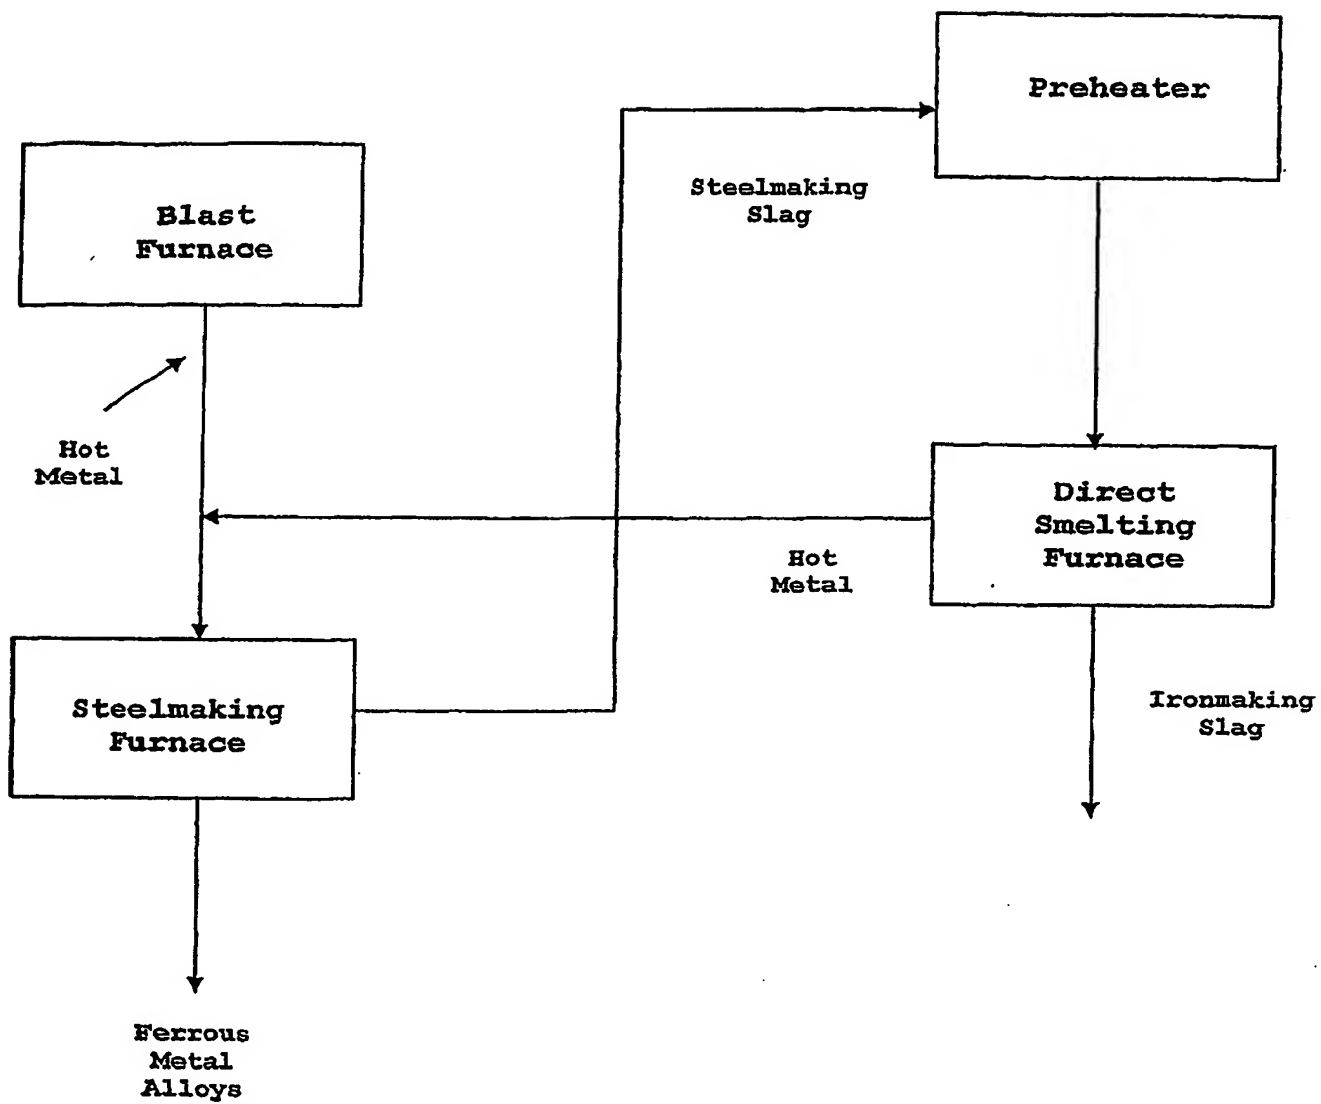 Preheater
Steelmaking
Slag
Blast
Furnace
Hot
Metal
Direct
Smelting
Furnace
Hot
Metal
Steelmaking
Furnace
Ironmaking
Slag
Ferrous
Metal
Alloys